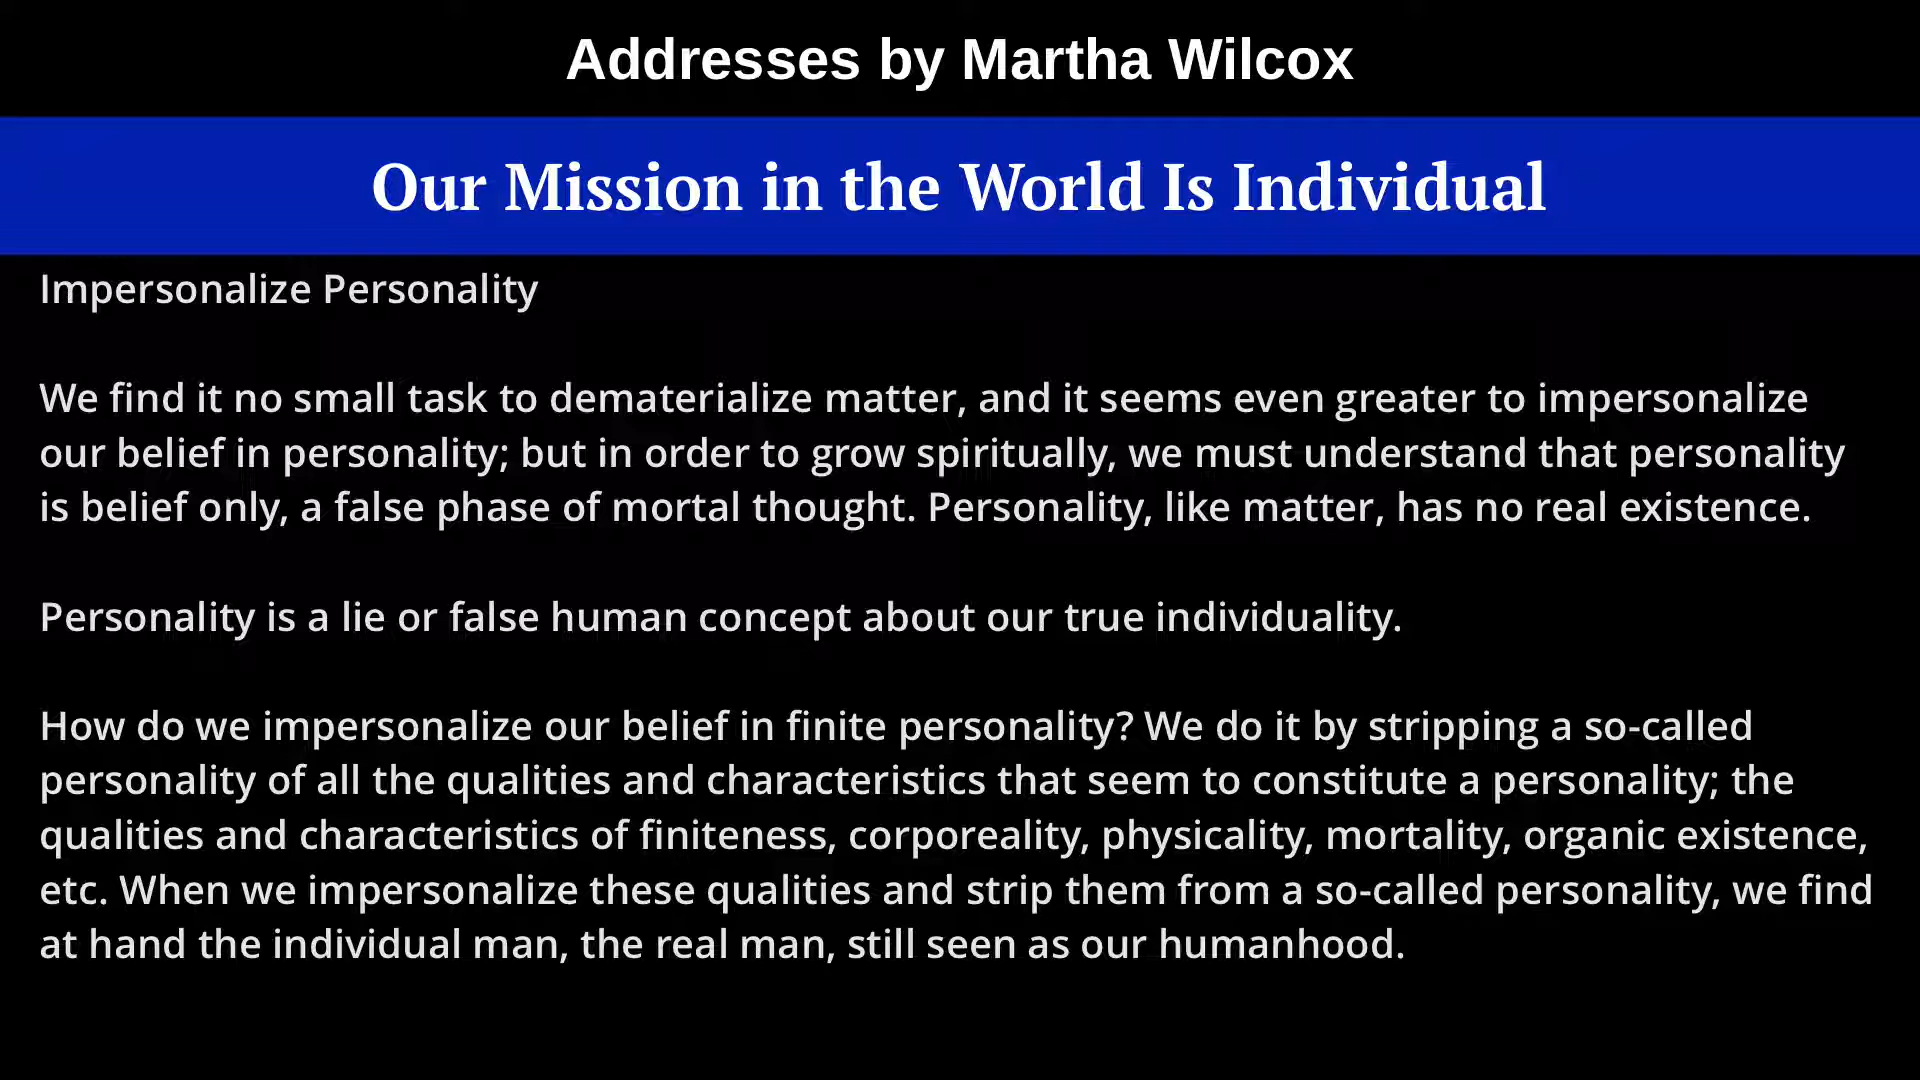 Addresses by Martha Wilcox
Our Mission in the World Is Individual
Impersonalize Personality
We find it no small task to dematerialize matter, and it seems even greater to impersonalize
our belief in personality; but in order to grow spiritually, we must understand that personality
is belief only, a false phase of mortal thought. Personality, like matter, has no real existence.
Personality is a lie or false human concept about our true individuality.
How do we impersonalize our belief in finite personality? We do it by stripping a so-called
personality of all the qualities and characteristics that seem to constitute a personality; the
qualities and characteristics of finiteness, corporeality, physicality, mortality, organic existence,
etc. When we impersonalize these qualities and strip them from a so-called personality, we find
at hand the individual man, the real man, still seen as our humanhood.